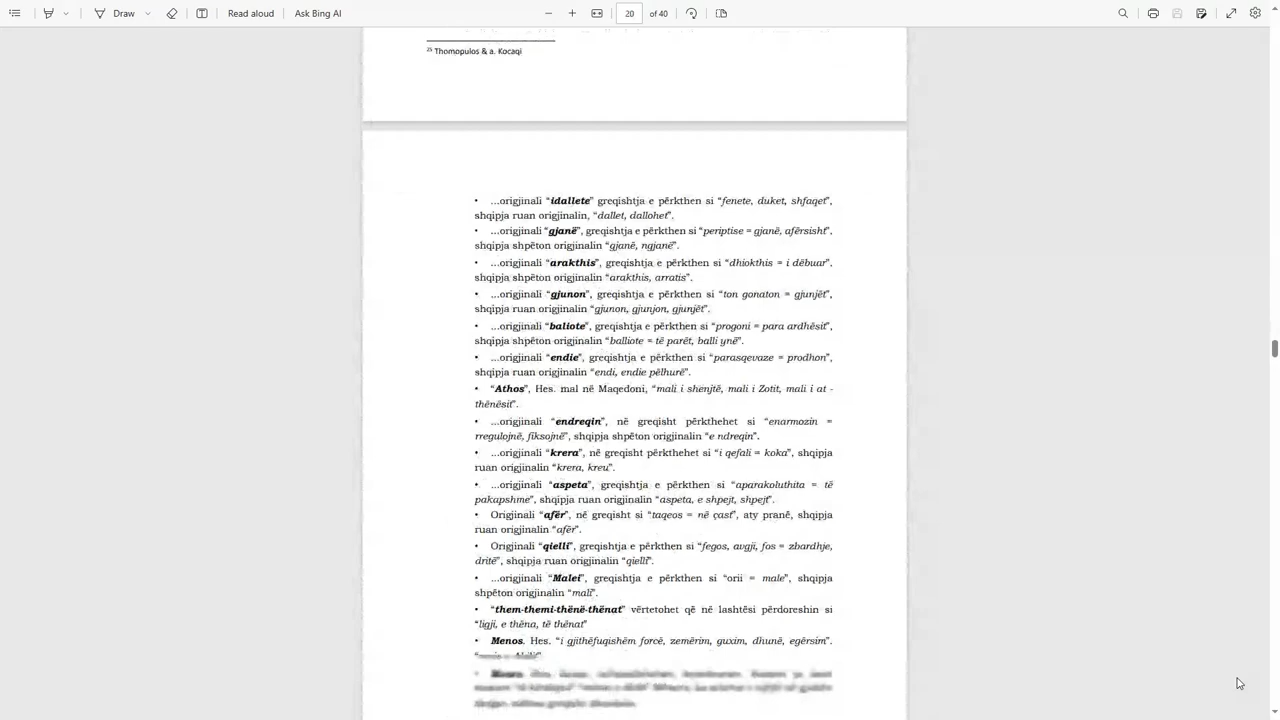 Draw
Read aloud
Ask Bing AI
20 of 40
25 Thomopulos & a. Kocaqi
• ...origjinali “idallete” greqishtja e përkthen si “fenete, duket, shfaqet”,
shqipja ruan origjinalin, “dallet, dallohet”.
• ...origjinali “gjanë”, greqishtja e përkthen si “periptise = gjanë, afërsisht”,
shqipja shpëton origjinalin “gjanë, ngjanë”.
• ...origjinali “arakthis”, greqishtja e përkthen si “dhiokthis = i dëbuar”,
shqipja shpëton origjinalin “arakthis, arratis”.
• ...origjinali “gjunon”, greqishtja e përkthen si “ton gonaton = gjunjët”,
shqipja ruan origjinalin “gjunon, gjunjon, gjunjët”.
• ...origjinali “baliote”, greqishtja e përkthen si “progoni = para ardhësit”,
shqipja shpëton origjinalin “balliote = të parët, balli ynë”.
• ...origjinali “endie”, greqishtja e përkthen si “parasqevaze = prodhon”,
shqipja ruan origjinalin “endi, endie pëlhurë”.
• “Athos”, Hes. mal në Maqedoni, “mali i shenjtë, mali i Zotit, mali i at -
thënësit”.
• ...origjinali “endreqin”, në greqisht përkthehet si “enarmozin =
rregulojnë, fiksojnë”, shqipja shpëton origjinalin “e ndreqin”.
• ...origjinali “krera”, në greqisht përkthehet si “i qefali = koka”, shqipja
ruan origjinalin “krera, kreu”.
• ...origjinali “aspeta”, greqishtja e përkthen si “aparakoluthita = të
pakapshme”, shqipja ruan origjinalin “aspeta, e shpejt, shpejt”.
• Origjinali “afër”, në greqisht si “taqeos = në çast”, aty pranë, shqipja
ruan origjinalin “afër”.
• Origjinali “qielli”, greqishtja e përkthen si “fegos, avgji, fos = zbardhje,
dritë”, shqipja ruan origjinalin “qielli”.
• ...origjinali “Malei”, greqishtja e përkthen si “orii = male”, shqipja
shpëton origjinalin “mali”.
• “them-themi-thënë-thënat” vërtetohet që në lashtësi përdoreshin si
“ligji, e thëna, të thënat”
• Menos. Hes. “i gjithëfuqishëm forcë, zemërim, guxim, dhunë, egërsim”.